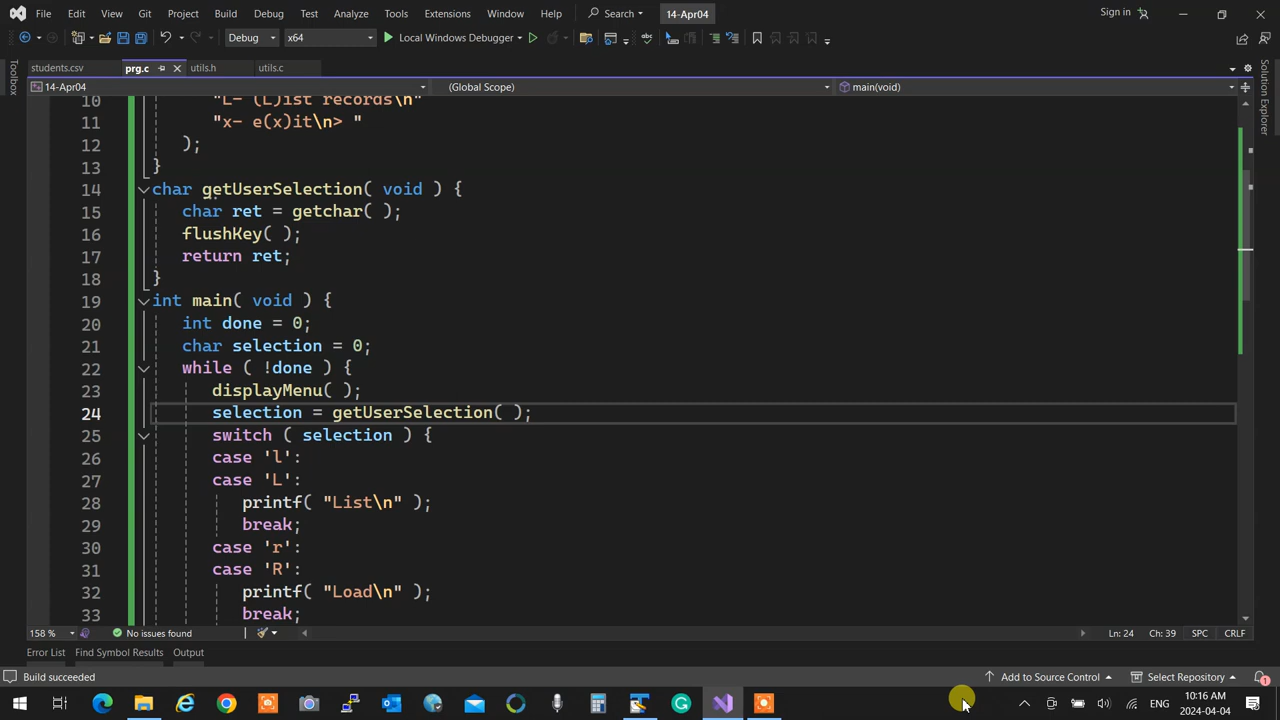 File Edit View Git Project Build Debug Test Analyze Tools Extensions Window Help Search 14-Apr04 Sign in
Debug x64 Local Windows Debugger
students.csv prg.c utils.h utils.c
14-Apr04 (Global Scope) main(void)
Toolbox
Solution Explorer
10 "L- (L)ist records\n"
11 "x- e(x)it\n> "
12 );
13 }
14 char getUserSelection( void ) {
15 char ret = getchar( );
16 flushKey( );
17 return ret;
18 }
19 int main( void ) {
20 int done = 0;
21 char selection = 0;
22 while ( !done ) {
23 displayMenu( );
24 selection = getUserSelection( );
25 switch ( selection ) {
26 case 'l':
27 case 'L':
28 printf( "List\n" );
29 break;
30 case 'r':
31 case 'R':
32 printf( "Load\n" );
33 break;
158 % No issues found Ln: 24 Ch: 39 SPC CRLF
Error List Find Symbol Results Output
Build succeeded Add to Source Control Select Repository 1
ENG 10:16 AM
2024-04-04